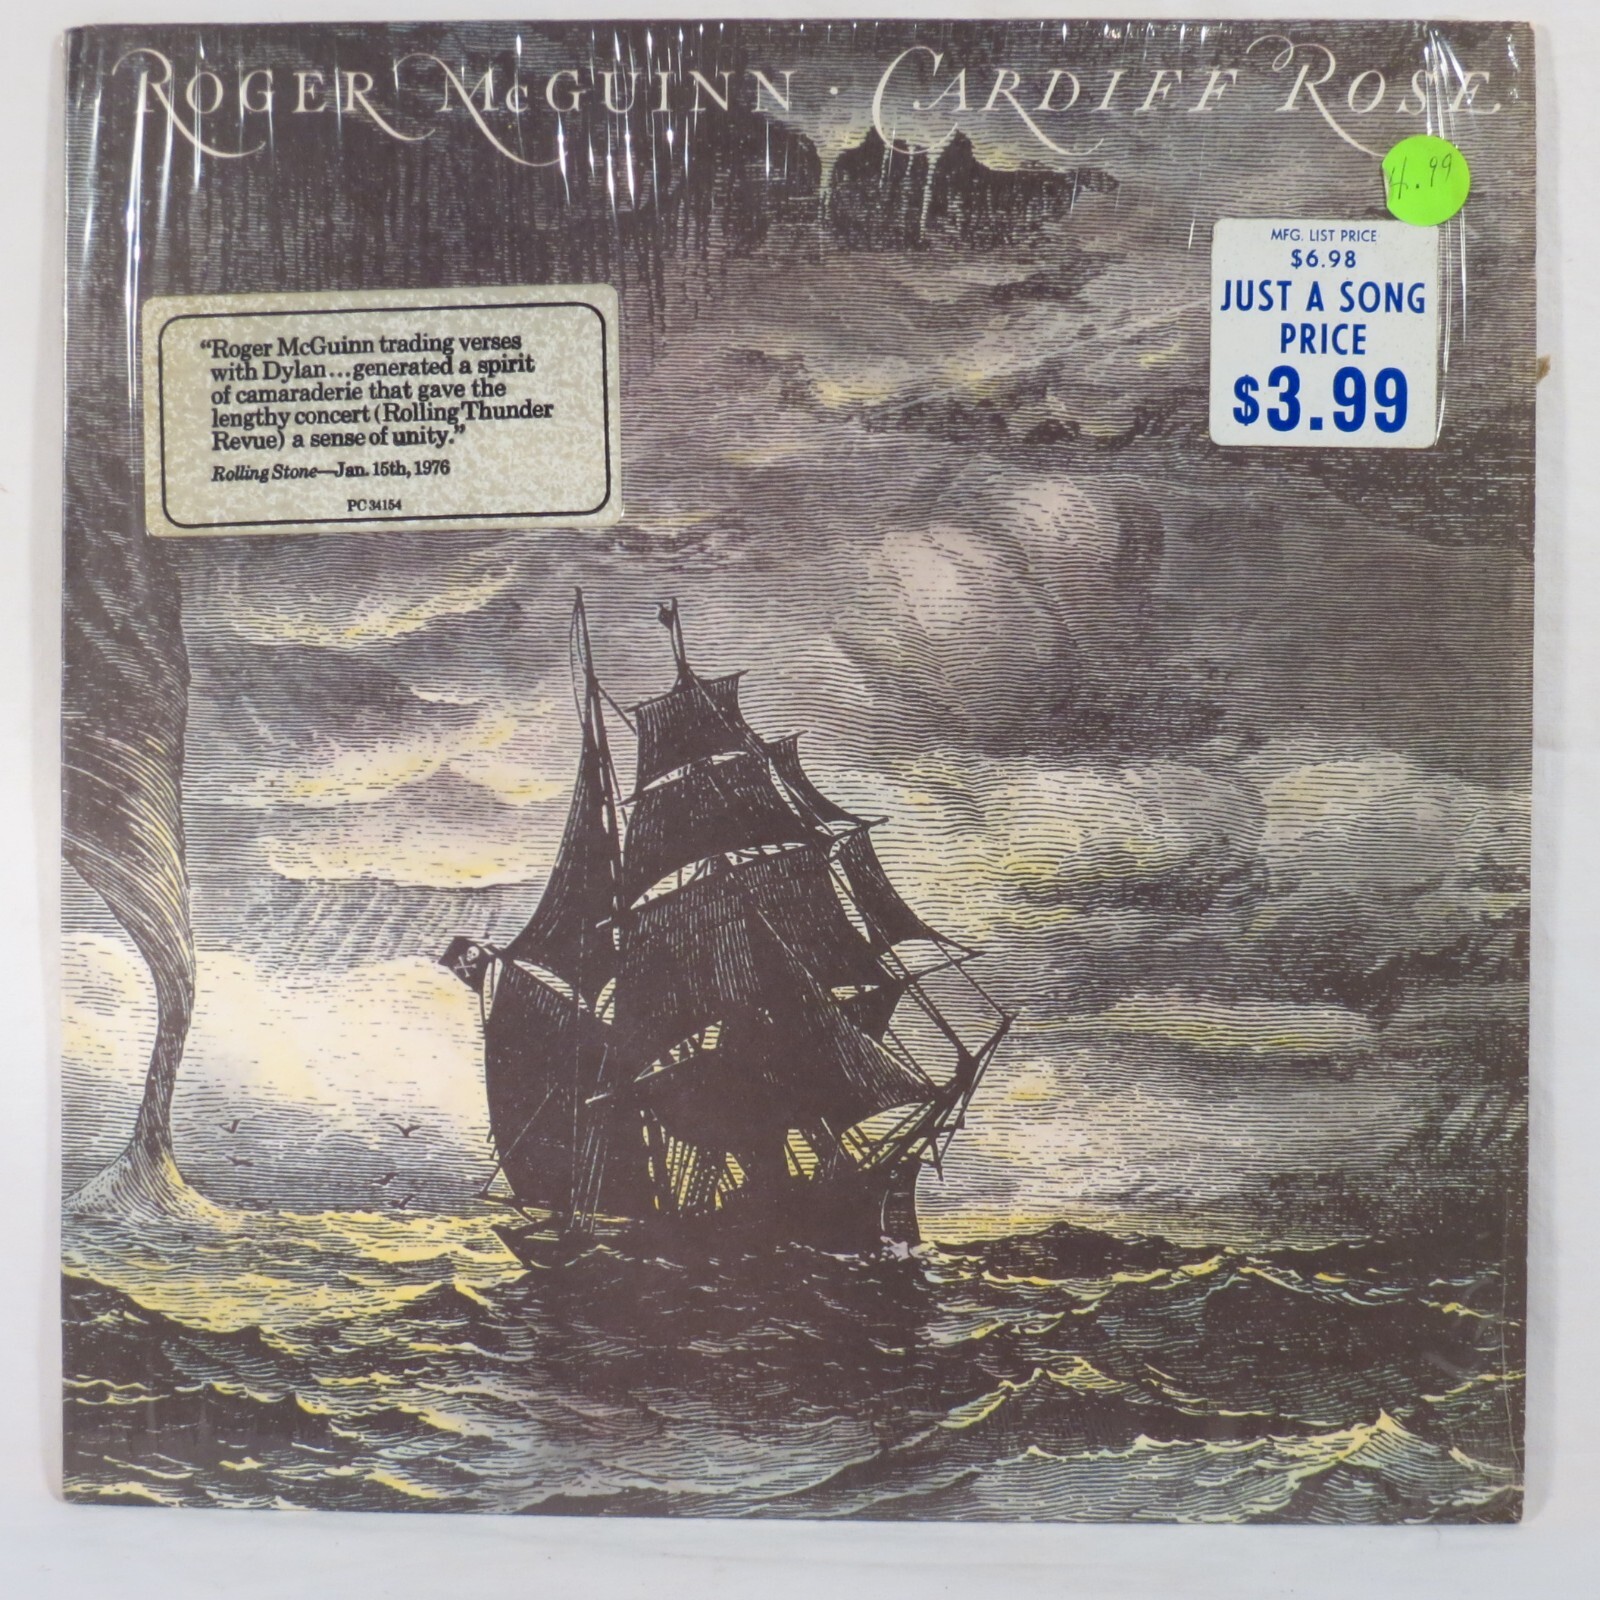 ROGER McGUINN · CARDIFF ROSE
4.99
MFG. LIST PRICE
$6.98
JUST A SONG
PRICE
$3.99
“Roger McGuinn trading verses
with Dylan...generated a spirit
of camaraderie that gave the
lengthy concert (Rolling Thunder
Revue) a sense of unity.”
Rolling Stone—Jan. 15th, 1976
PC 34154